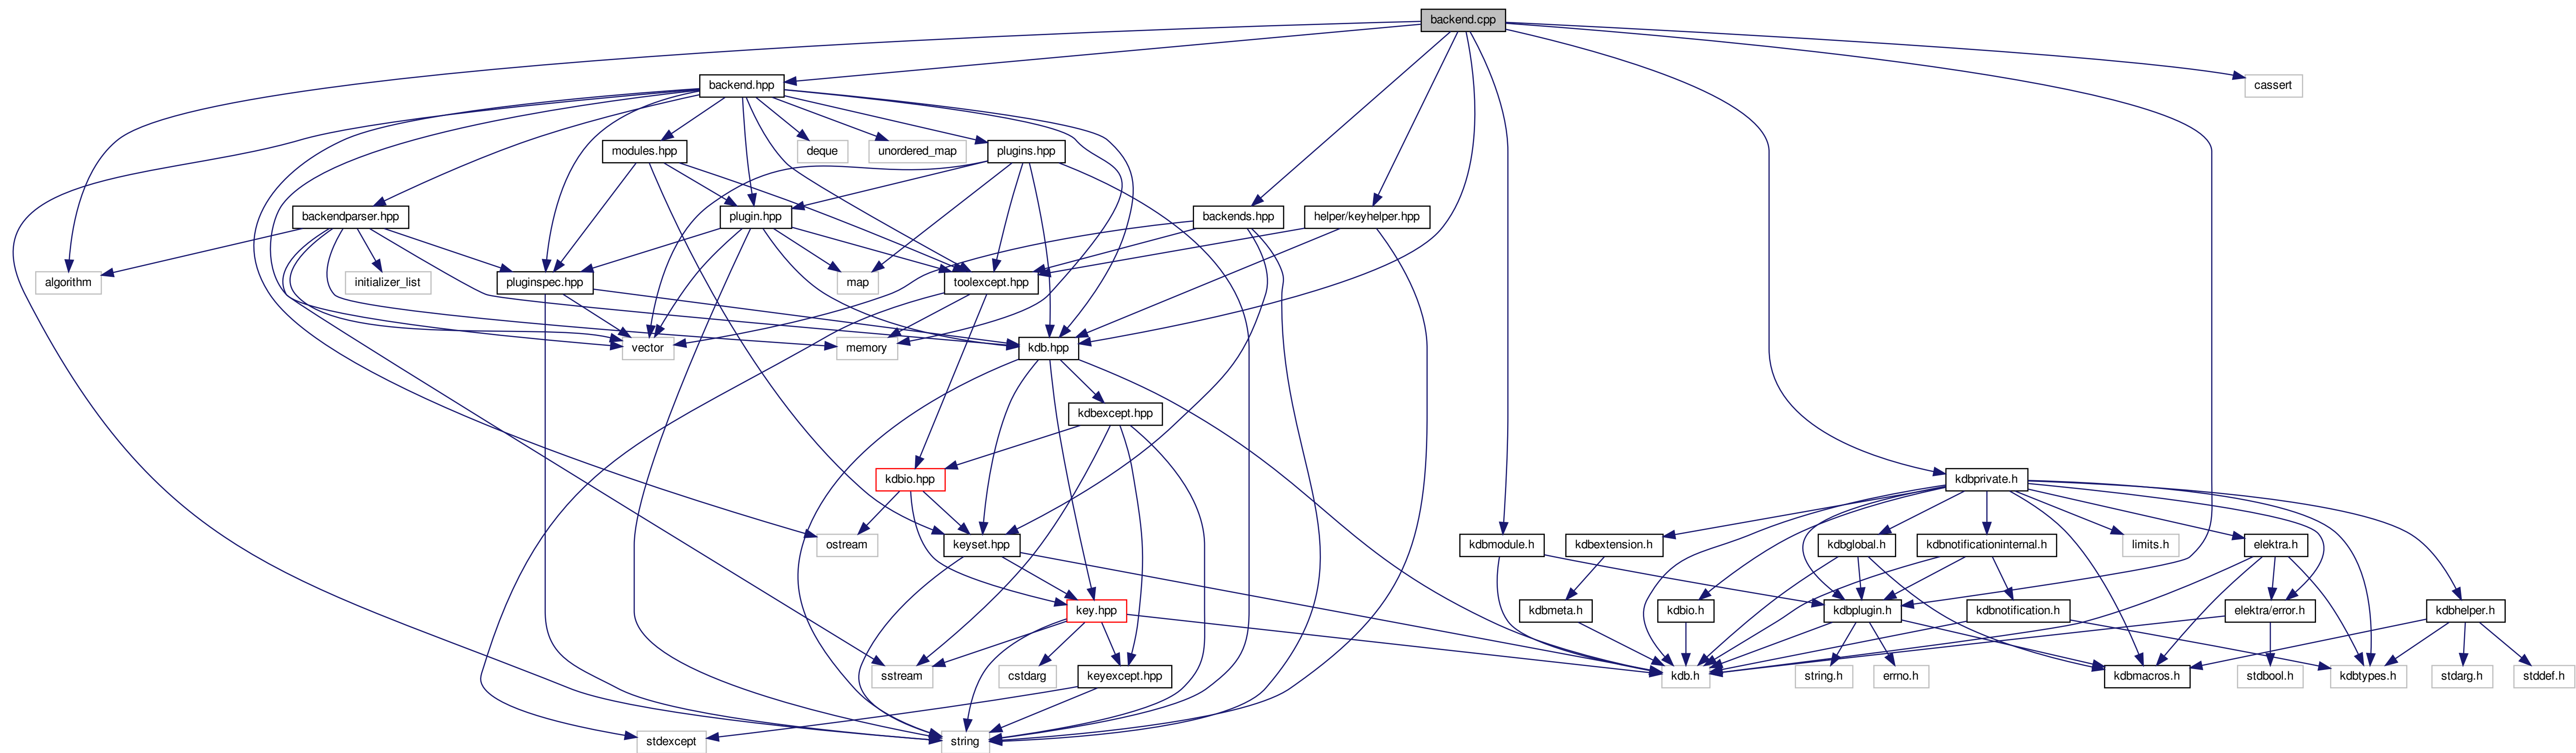 backend.cpp
backend.hpp
cassert
modules.hpp
deque
unordered_map
plugins.hpp
backendparser.hpp
plugin.hpp
backends.hpp
helper/keyhelper.hpp
algorithm
initializer_list
pluginspec.hpp
map
toolexcept.hpp
vector
memory
kdb.hpp
kdbexcept.hpp
kdbio.hpp
kdbprivate.h
ostream
keyset.hpp
kdbmodule.h
kdbextension.h
kdbglobal.h
kdbnotificationinternal.h
limits.h
elektra.h
key.hpp
kdbmeta.h
kdbio.h
kdbplugin.h
kdbnotification.h
elektra/error.h
kdbhelper.h
sstream
cstdarg
keyexcept.hpp
kdb.h
string.h
errno.h
kdbmacros.h
stdbool.h
kdbtypes.h
stdarg.h
stddef.h
stdexcept
string